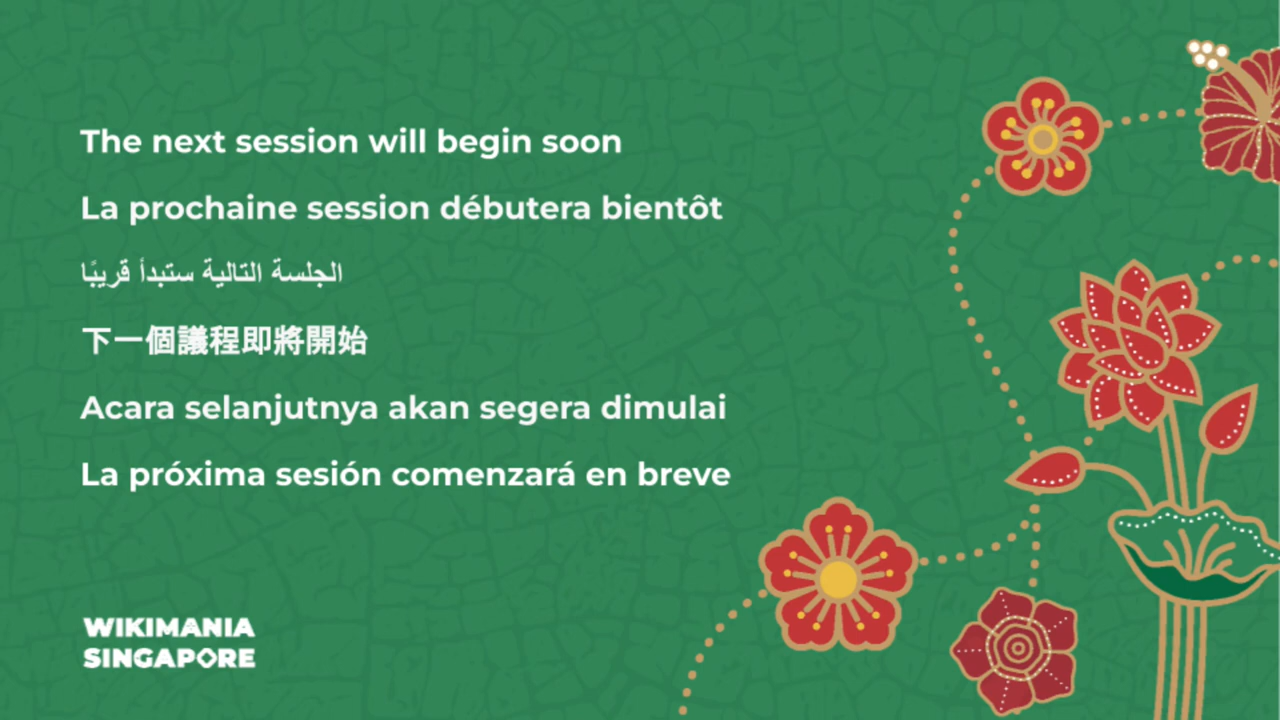 The next session will begin soon
La prochaine session débutera bientôt
الجلسة التالية ستبدأ قريبًا
下一個議程即將開始
Acara selanjutnya akan segera dimulai
La próxima sesión comenzará en breve
WIKIMANIA
SINGAPORE